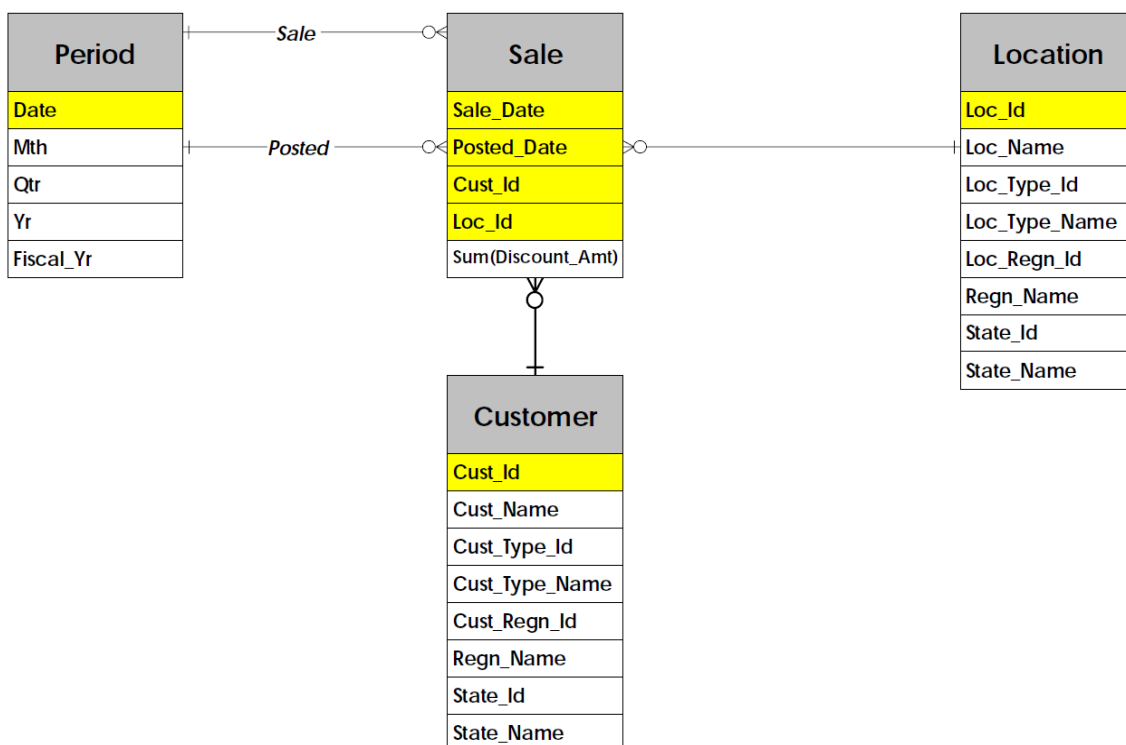 Period
Date
Mth
Qtr
Yr
Fiscal_Yr
Sale
Posted
Sale
Sale_Date
Posted_Date
Cust_Id
Loc_Id
Sum(Discount_Amt)
Location
Loc_Id
Loc_Name
Loc_Type_Id
Loc_Type_Name
Loc_Regn_Id
Regn_Name
State_Id
State_Name
Customer
Cust_Id
Cust_Name
Cust_Type_Id
Cust_Type_Name
Cust_Regn_Id
Regn_Name
State_Id
State_Name